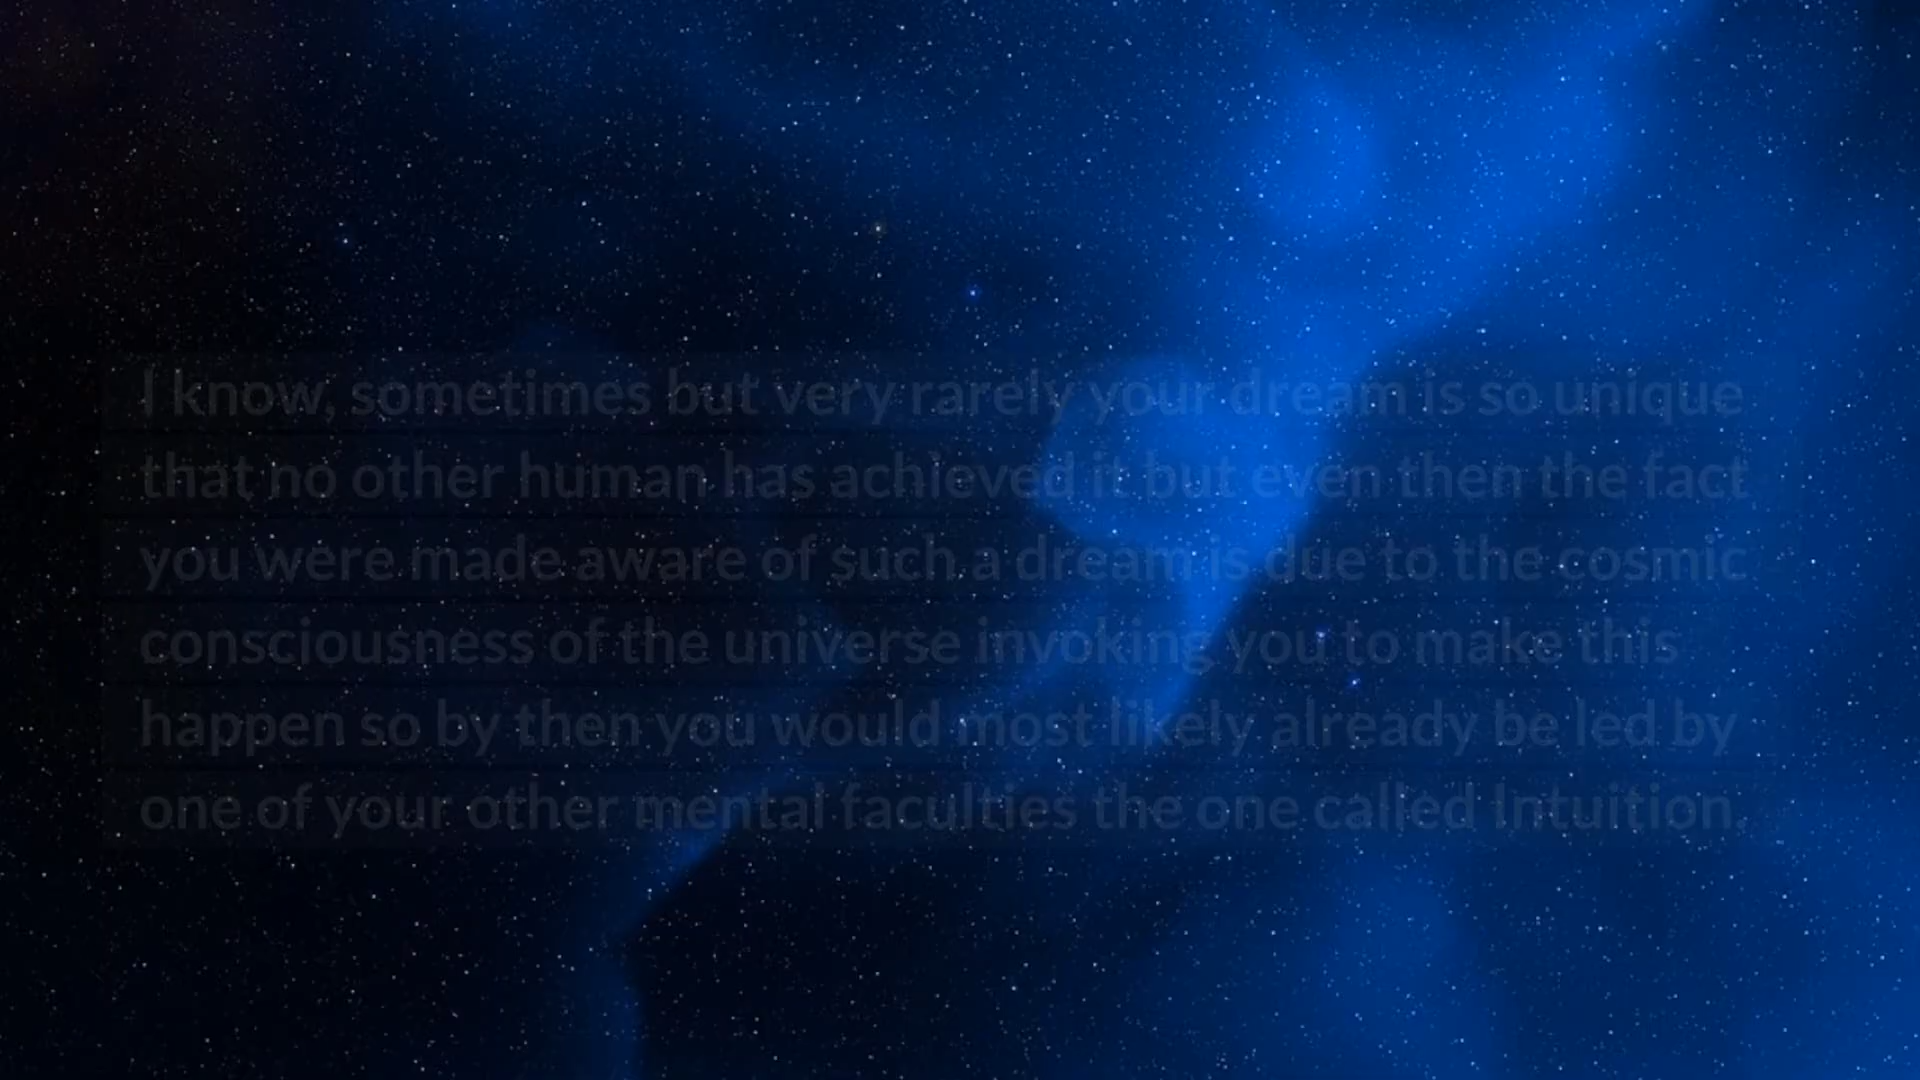 I know, sometimes but very rarely your dream is so unique
that no other human has achieved it but even then the fact
you were made aware of such a dream is due to the cosmic
consciousness of the universe invoking you to make this
happen so by then you would most likely already be led by
one of your other mental faculties the one called Intuition.